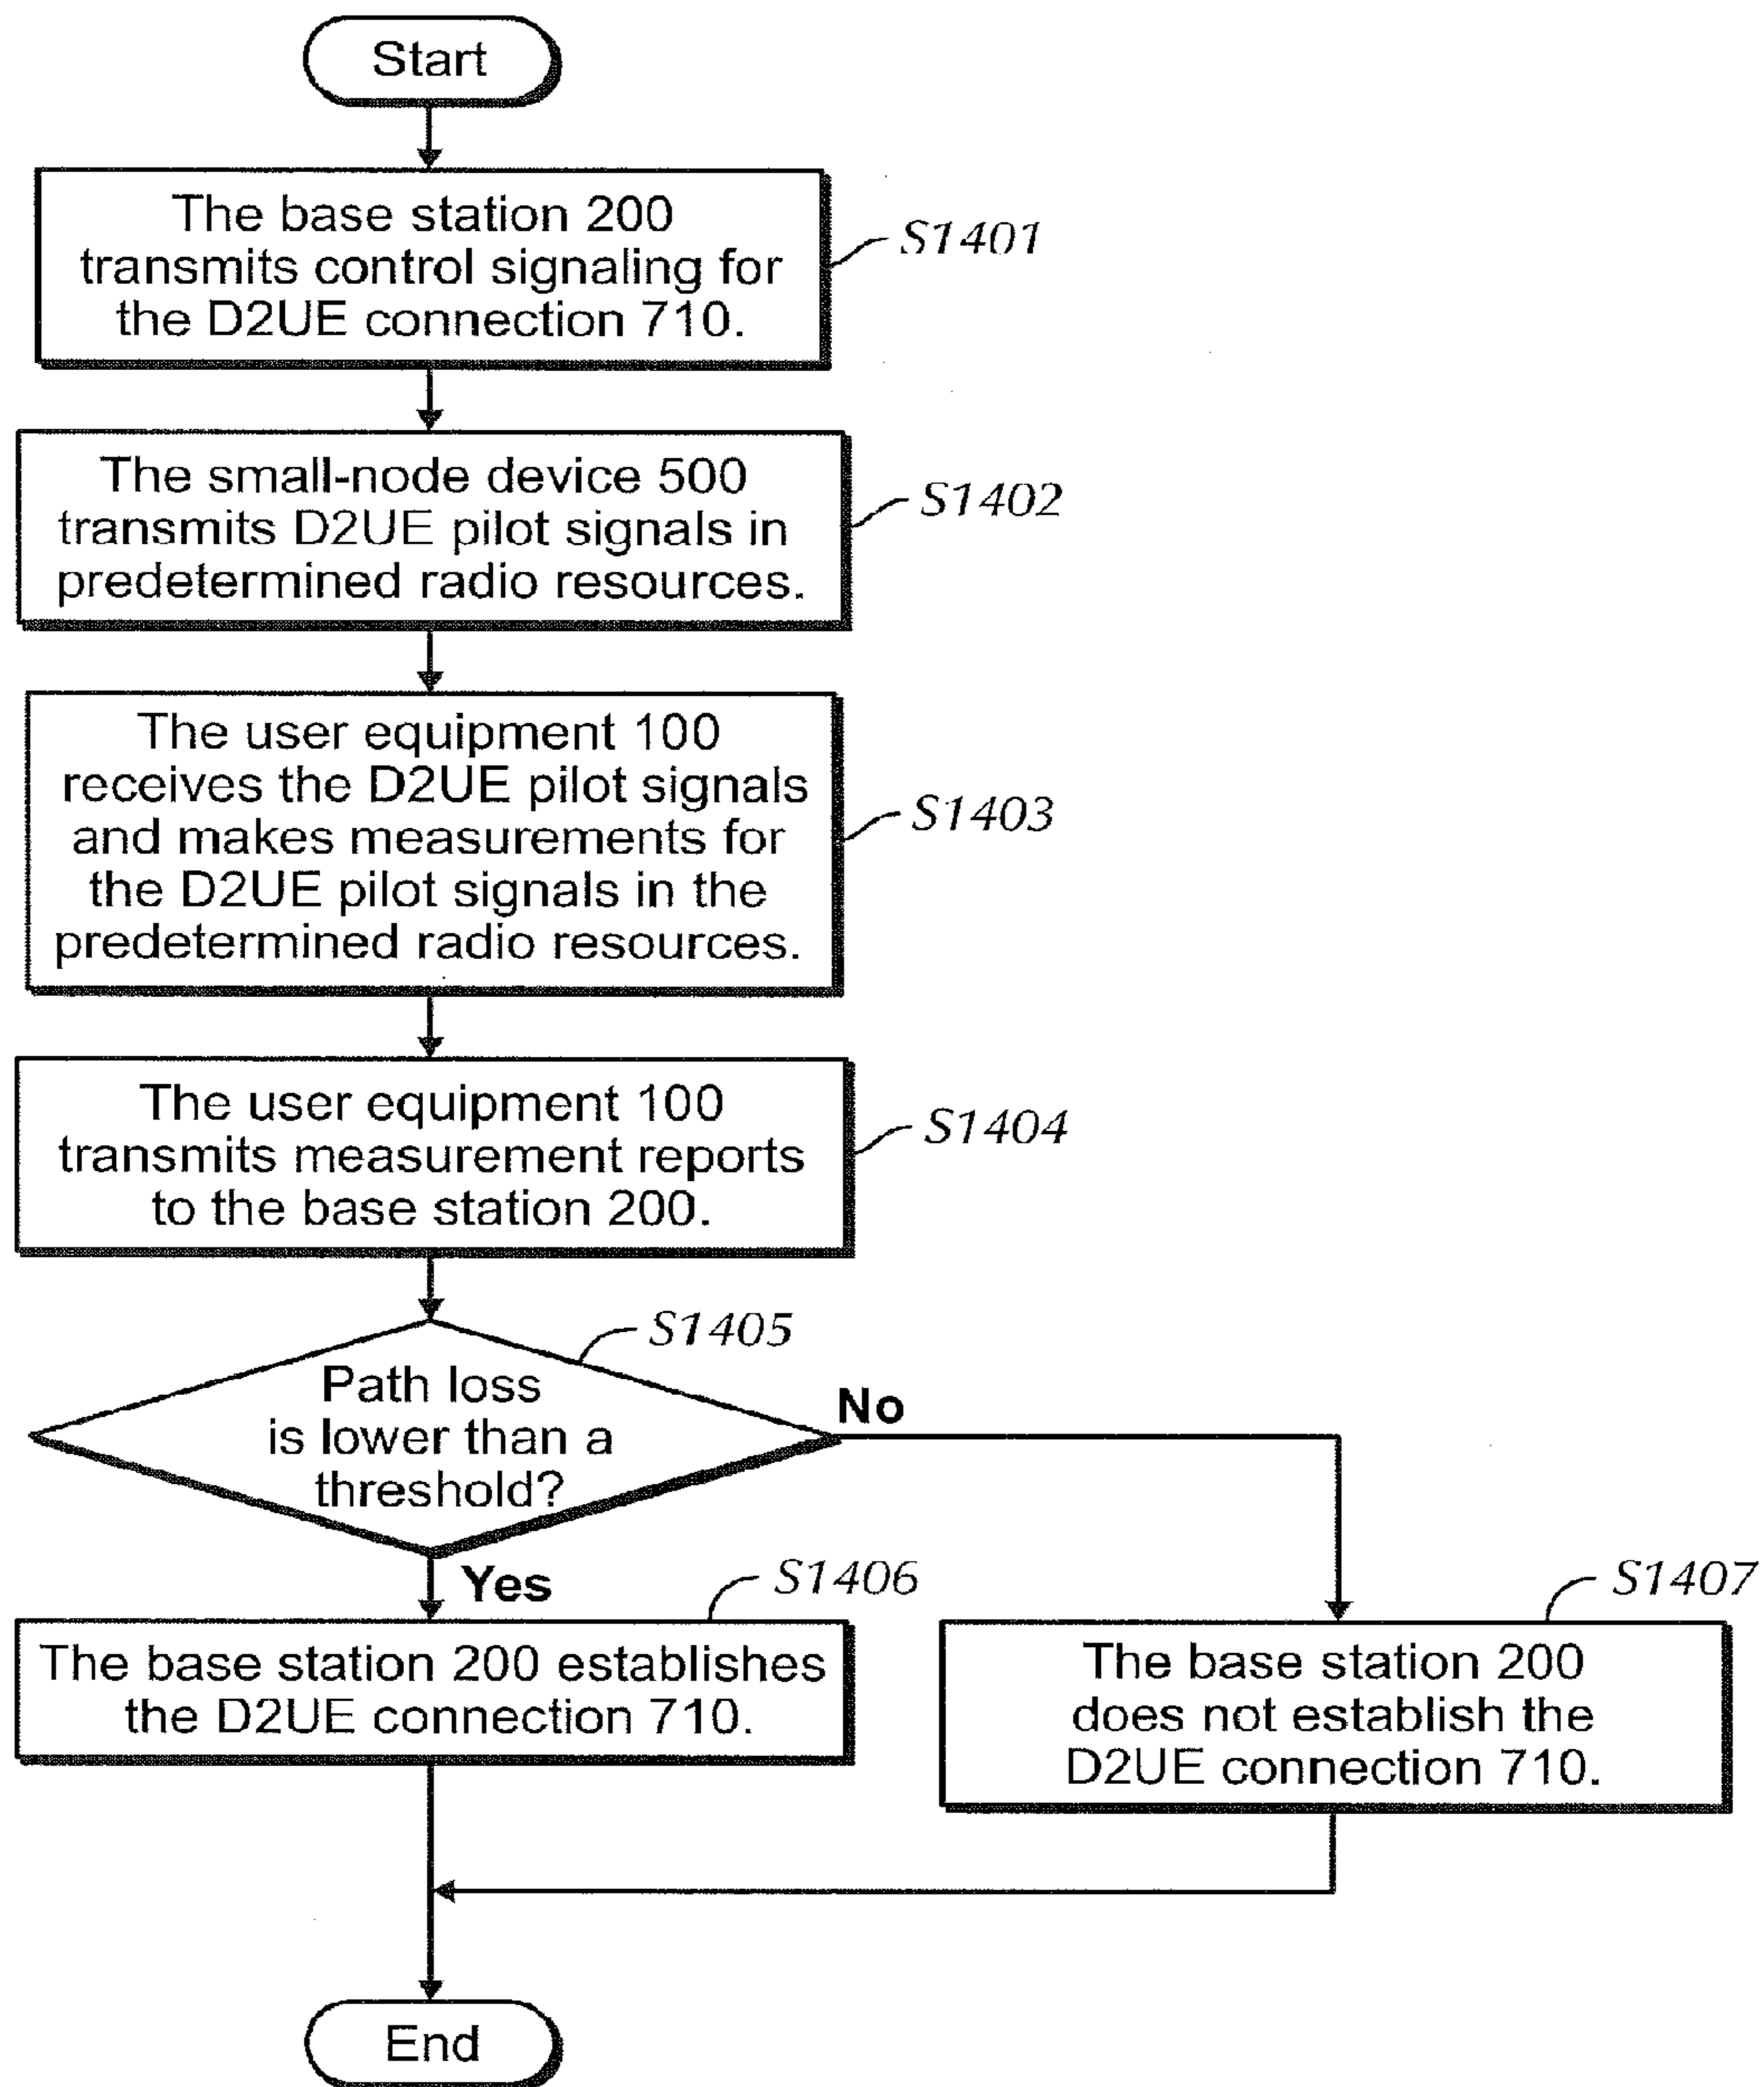 Start
The base station 200
transmits control signaling for
the D2UE connection 710.
S1401
The small-node device 500
transmits D2UE pilot signals in
predetermined radio resources.
S1402
The user equipment 100
receives the D2UE pilot signals
and makes measurements for
the D2UE pilot signals in the
predetermined radio resources.
S1403
The user equipment 100
transmits measurement reports
to the base station 200.
S1404
S1405
Path loss
is lower than a
threshold?
No
Yes
S1406
The base station 200 establishes
the D2UE connection 710.
S1407
The base station 200
does not establish the
D2UE connection 710.
End